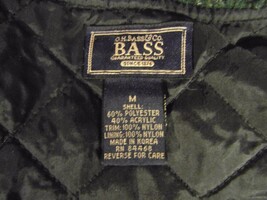 G.H. BASS & CO.
BASS
GUARANTEED QUALITY
SINCE 1876
M
SHELL:
60% POLYESTER
40% ACRYLIC
TRIM: 100% NYLON
LINING: 100% NYLON
MADE IN KOREA
RN 84468
REVERSE FOR CARE